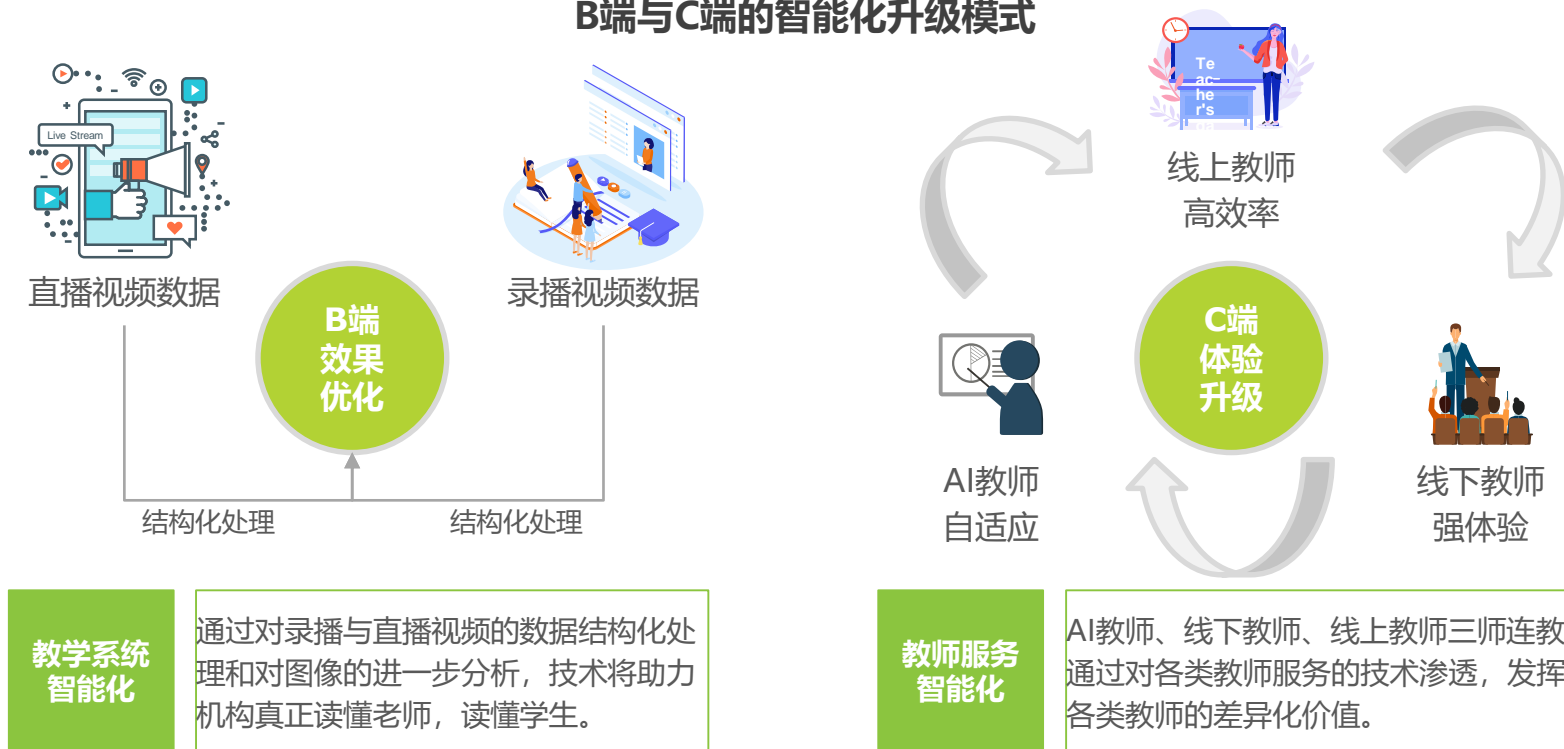 B端与C端的智能化升级模式
Live Stream
直播视频数据
录播视频数据
B端
效果
优化
结构化处理
结构化处理
教学系统
智能化
通过对录播与直播视频的数据结构化处
理和对图像的进一步分析，技术将助力
机构真正读懂老师，读懂学生。
Te
ac-
he
r's
线上教师
高效率
C端
体验
升级
AI教师
自适应
线下教师
强体验
教师服务
智能化
AI教师、线下教师、线上教师三师连教
通过对各类教师服务的技术渗透，发挥
各类教师的差异化价值。